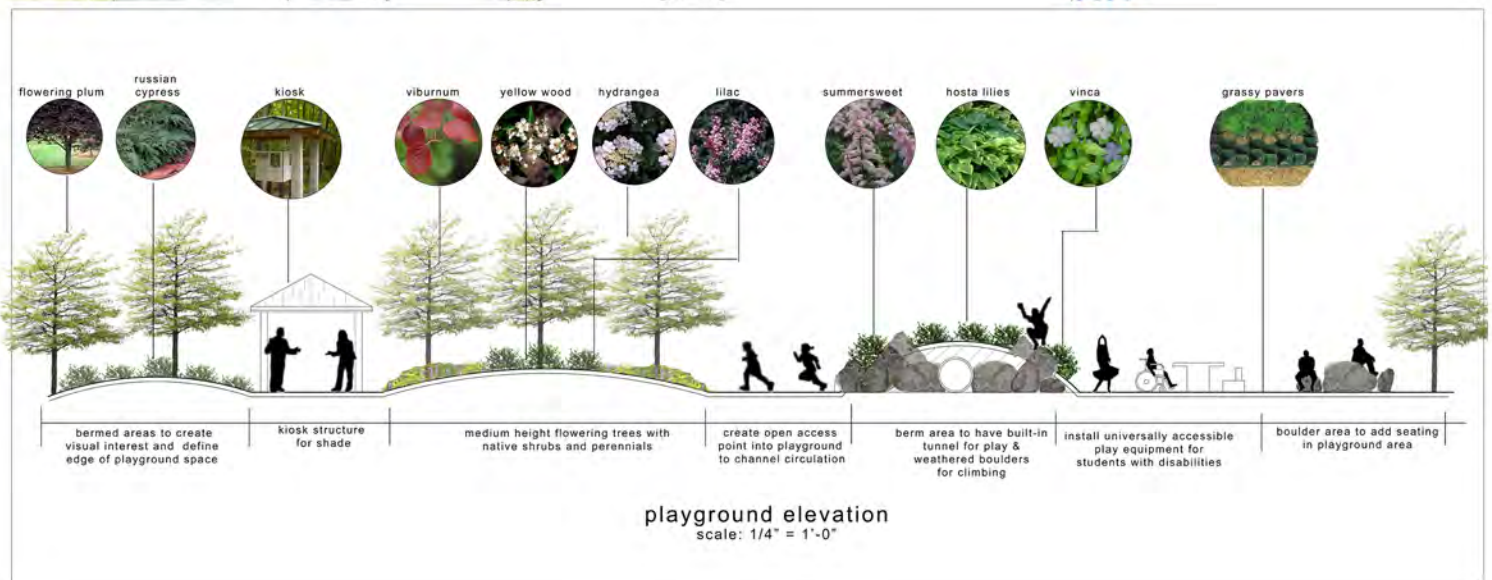 flowering plum
russian
cypress
kiosk
viburnum
yellow wood
hydrangea
lilac
summersweet
hosta lilies
vinca
grassy pavers
bermed areas to create
visual interest and define
edge of playground space
kiosk structure
for shade
medium height flowering trees with
native shrubs and perennials
create open access
point into playground
to channel circulation
berm area to have built-in
tunnel for play &
weathered boulders
for climbing
install universally accessible
play equipment for
students with disabilities
boulder area to add seating
in playground area
playground elevation
scale: 1/4" = 1'-0"